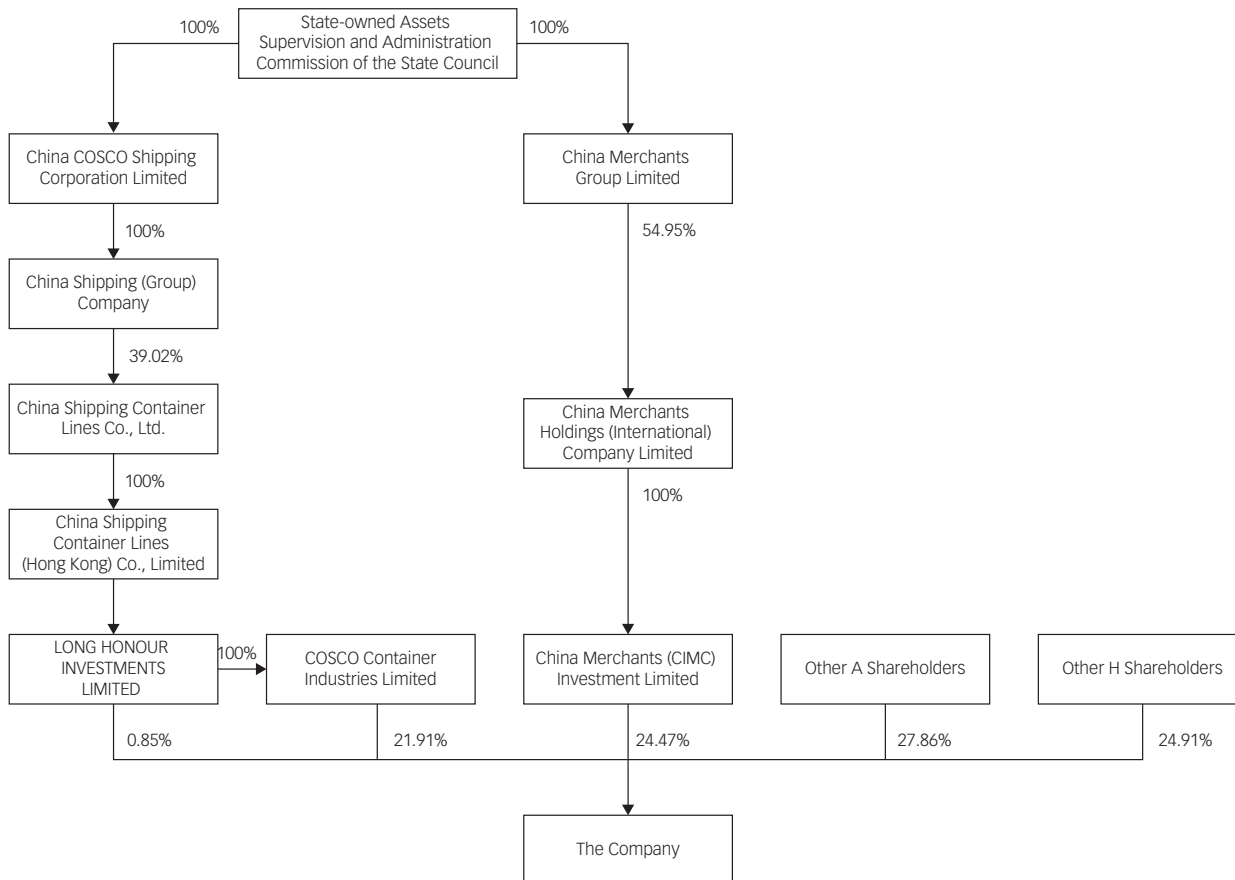 100%
State-owned Assets
Supervision and Administration
Commission of the State Council
100%
China COSCO Shipping
Corporation Limited
China Merchants
Group Limited
100%
54.95%
China Shipping (Group)
Company
39.02%
China Shipping Container
Lines Co., Ltd.
China Merchants
Holdings (International)
Company Limited
100%
100%
China Shipping
Container Lines
(Hong Kong) Co., Limited
LONG HONOUR
INVESTMENTS
LIMITED
100%
COSCO Container
Industries Limited
China Merchants (CIMC)
Investment Limited
Other A Shareholders
Other H Shareholders
0.85%
21.91%
24.47%
27.86%
24.91%
The Company